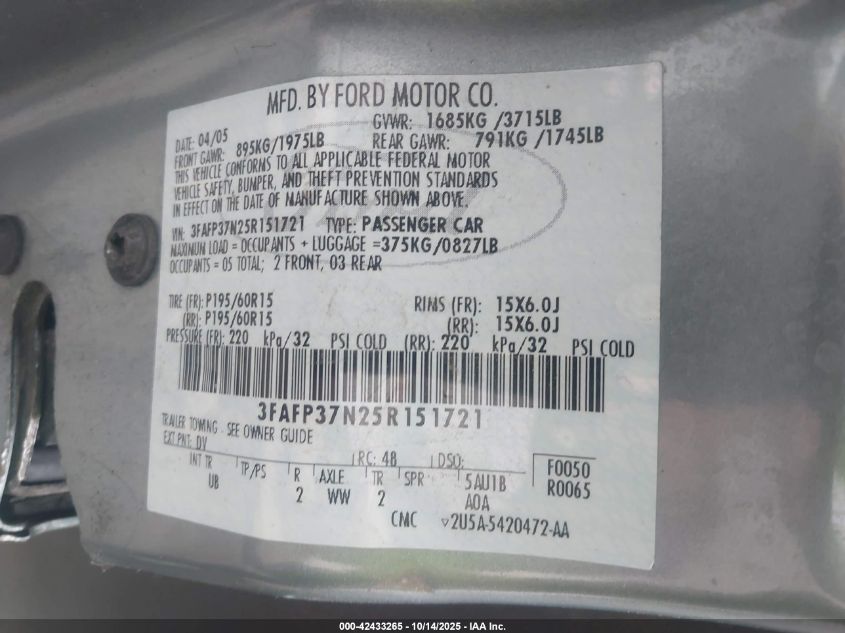 MFD. BY FORD MOTOR CO.
DATE: 04/05 GVWR: 1685KG /3715LB
FRONT GAWR: 895KG/1975LB REAR GAWR: 791KG /1745LB
THIS VEHICLE CONFORMS TO ALL APPLICABLE FEDERAL MOTOR
VEHICLE SAFETY, BUMPER, AND THEFT PREVENTION STANDARDS
IN EFFECT ON THE DATE OF MANUFACTURE SHOWN ABOVE.
VIN: 3FAFP37N25R151721 TYPE: PASSENGER CAR
MAXIMUM LOAD = OCCUPANTS + LUGGAGE =375KG/0827LB
OCCUPANTS = 05 TOTAL; 2 FRONT, 03 REAR
TIRE (FR): P195/60R15 RIMS (FR): 15X6.0J
(RR): P195/60R15 (RR): 15X6.0J
PRESSURE (FR): 220 kPa/32 PSI COLD (RR): 220 kPa/32 PSI COLD
3FAFP37N25R151721
TRAILER TOWING - SEE OWNER GUIDE
EXT PNT: DV RC: 48 DSO: F0050
INT TR TP/PS R AXLE TR SPR 5AU1B R0065
UB 2 WW 2 AOA
CMC ▽2U5A-5420472-AA
000-42433265 - 10/14/2025 - IAA Inc.